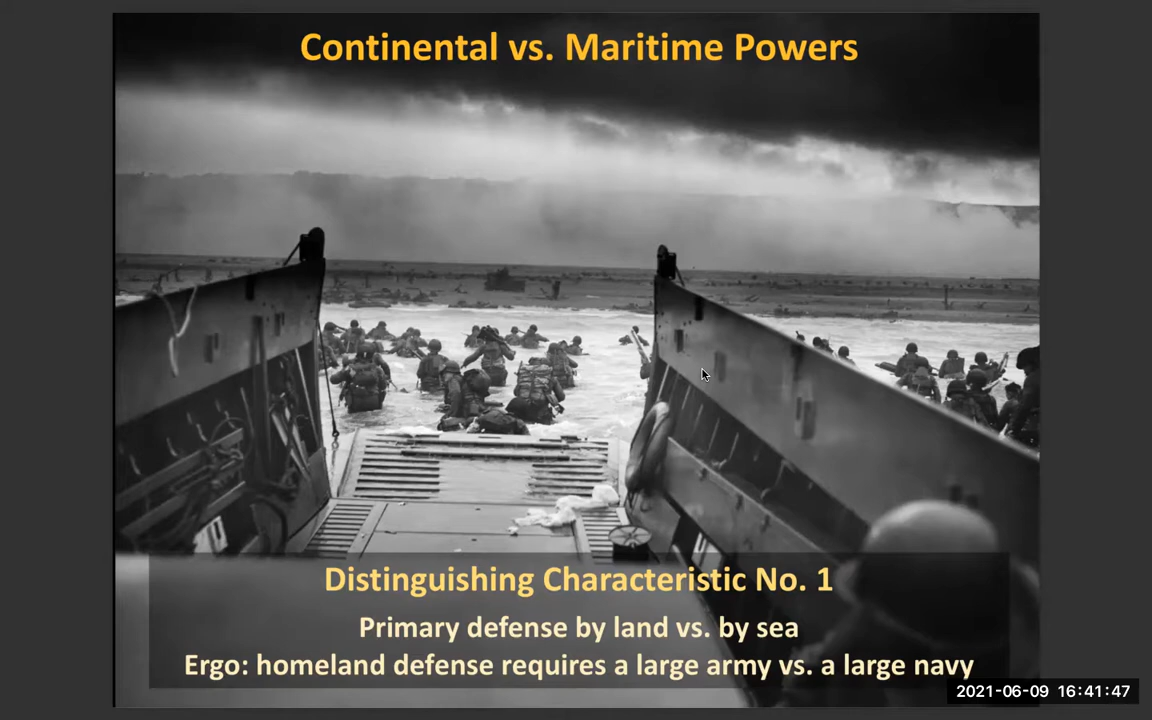 Continental vs. Maritime Powers
Distinguishing Characteristic No. 1
Primary defense by land vs. by sea
Ergo: homeland defense requires a large army vs. a large navy
2021-06-09 16:41:47